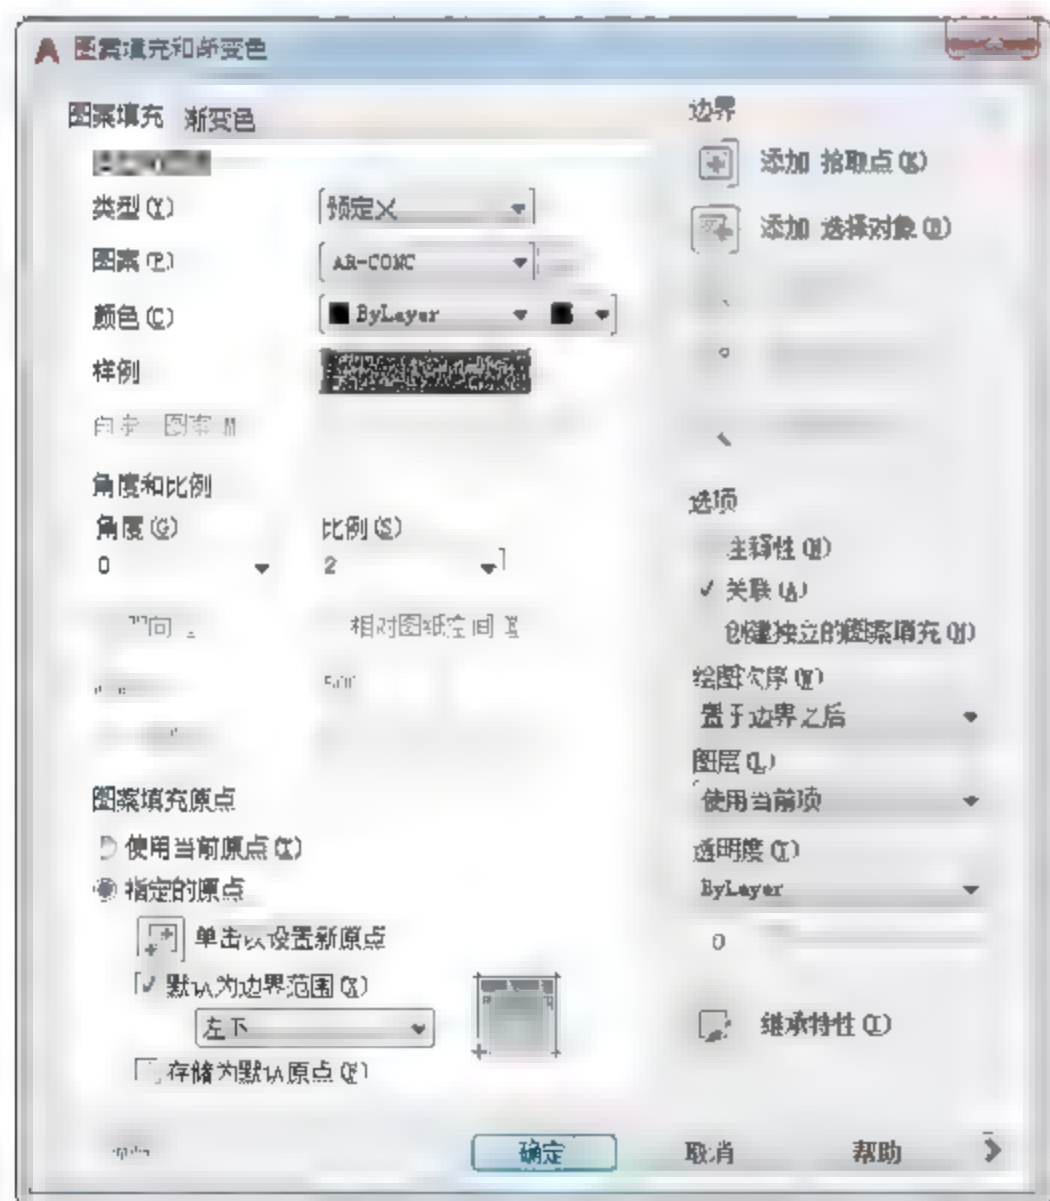 图案填充和渐变色
图案填充 渐变色
类型(Y)
预定义
图案(P)
AR-CONC
颜色(C)
ByLayer
样例
角度和比例
角度(G)
比例(S)
0
2
相对图纸空间
图案填充原点
使用当前原点(T)
指定的原点
单击以设置新原点
默认为边界范围(X)
左下
存储为默认原点(F)
边界
添加 拾取点(K)
添加 选择对象(B)
选项
主释性(N)
关联(A)
创建独立的图案填充(H)
绘图次序(W)
置于边界之后
图层(L)
使用当前项
透明度(T)
ByLayer
0
继承特性(I)
确定
取消
帮助